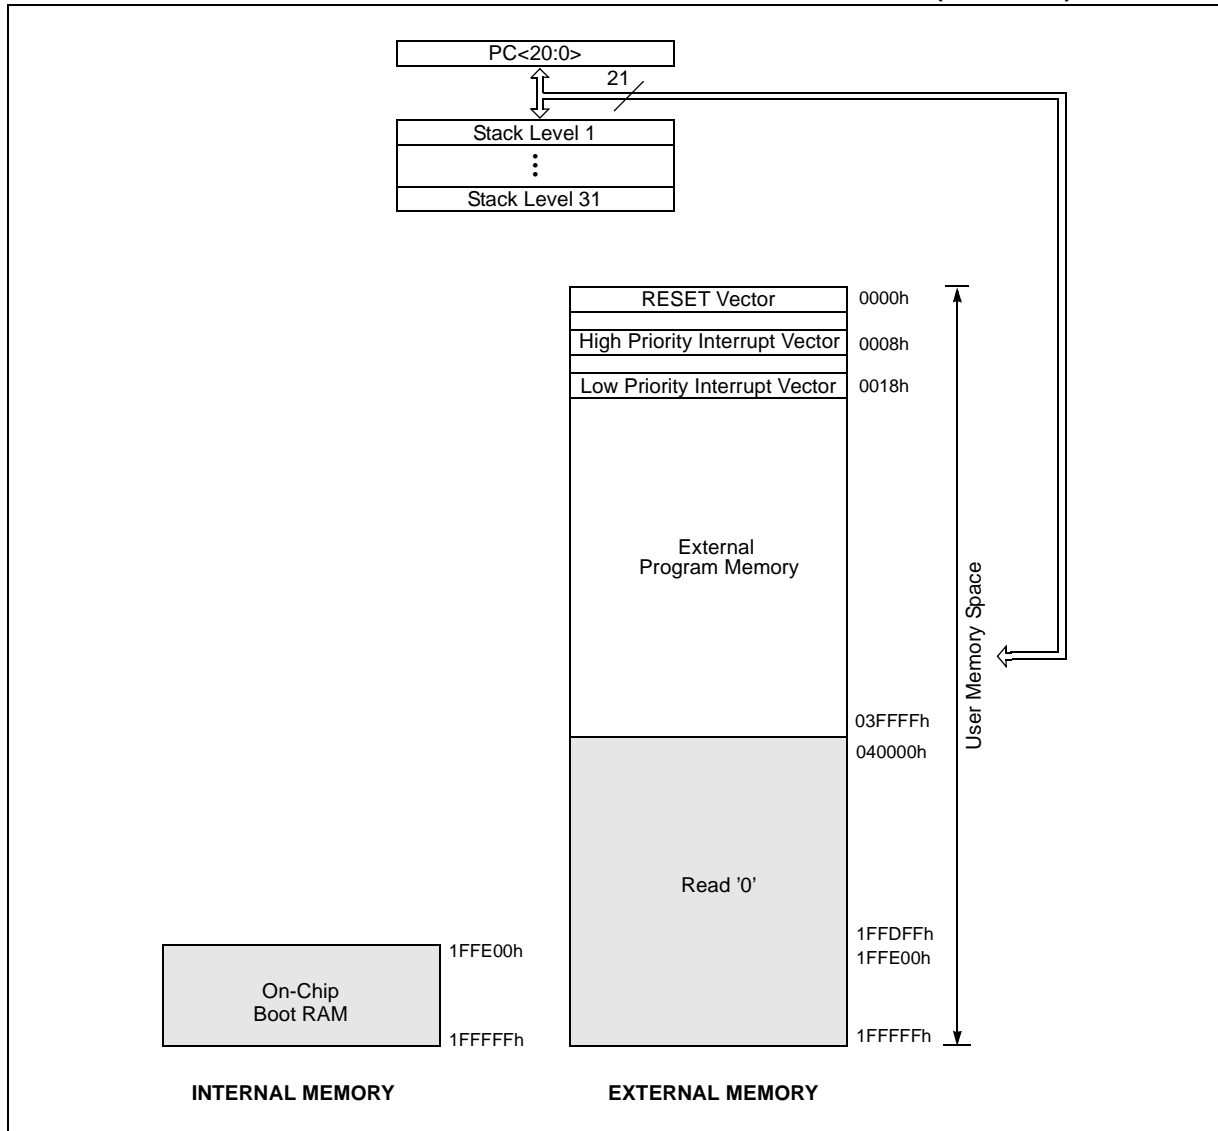 PC<20:0>
21
Stack Level 1
Stack Level 31
RESET Vector
0000h
High Priority Interrupt Vector
0008h
Low Priority Interrupt Vector
0018h
External
Program Memory
User Memory Space
03FFFFh
040000h
Read '0'
1FFDFFh
1FFE00h
1FFE00h
On-Chip
Boot RAM
1FFFFFh
1FFFFFh
INTERNAL MEMORY
EXTERNAL MEMORY